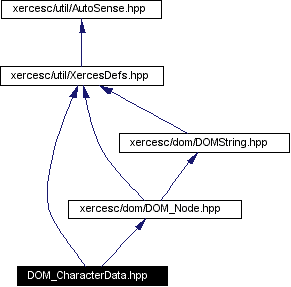 xercesc/util/AutoSense.hpp
xercesc/util/XercesDefs.hpp
xercesc/dom/DOMString.hpp
xercesc/dom/DOM_Node.hpp
DOM_CharacterData.hpp